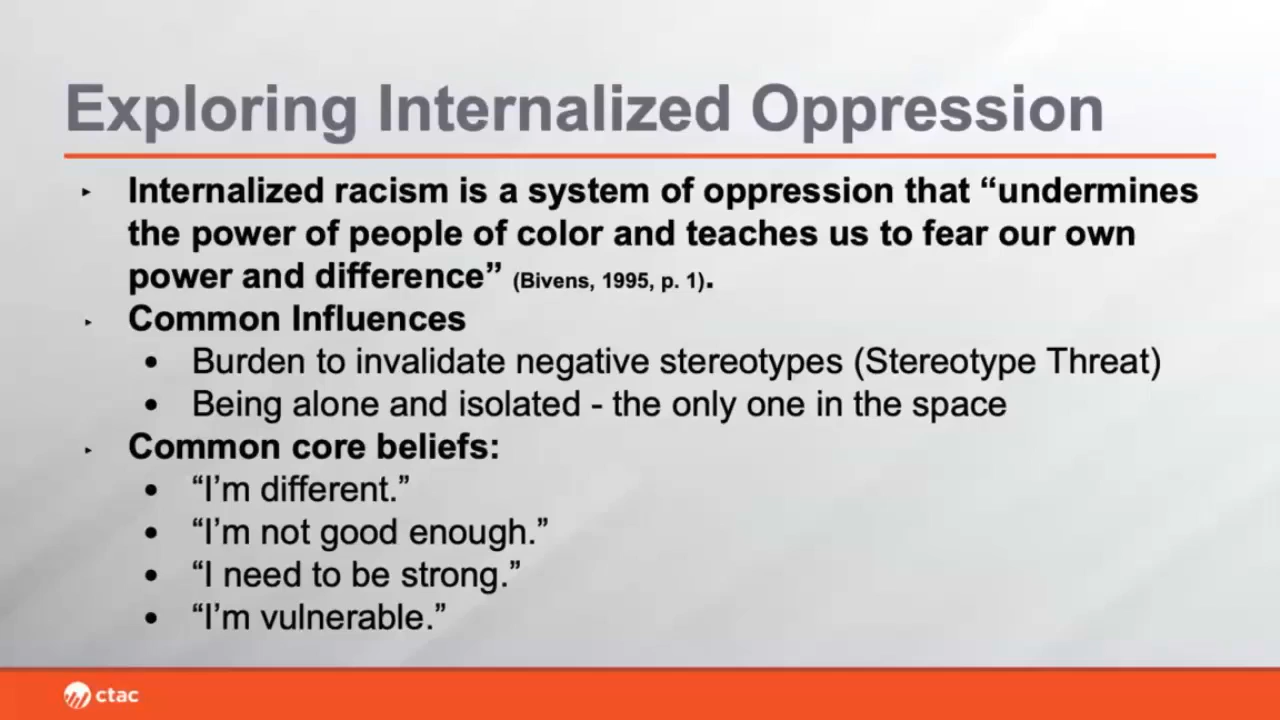 Exploring Internalized Oppression
‣ Internalized racism is a system of oppression that “undermines
the power of people of color and teaches us to fear our own
power and difference” (Bivens, 1995, p. 1).
‣ Common Influences
• Burden to invalidate negative stereotypes (Stereotype Threat)
• Being alone and isolated - the only one in the space
‣ Common core beliefs:
• “I’m different.”
• “I’m not good enough.”
• “I need to be strong.”
• “I’m vulnerable.”
ctac